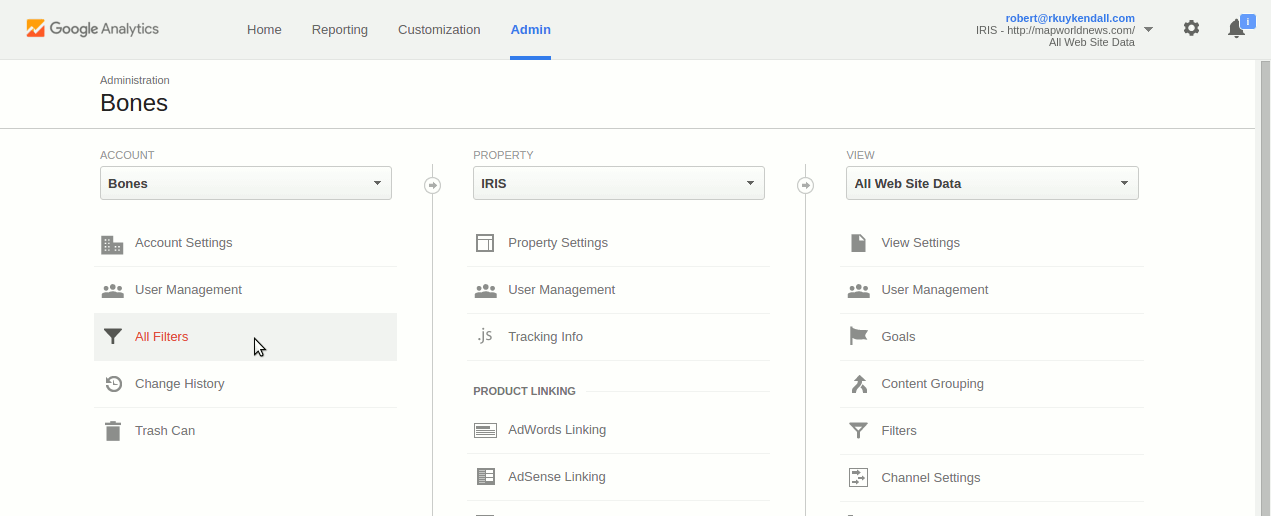 Google Analytics
Home Reporting Customization Admin
robert@rkuykendall.com
IRIS - http://mapworldnews.com/
All Web Site Data
i
Administration
Bones
ACCOUNT
Bones
Account Settings
User Management
All Filters
Change History
Trash Can
PROPERTY
IRIS
Property Settings
User Management
.js Tracking Info
PRODUCT LINKING
AdWords Linking
AdSense Linking
VIEW
All Web Site Data
View Settings
User Management
Goals
Content Grouping
Filters
Channel Settings